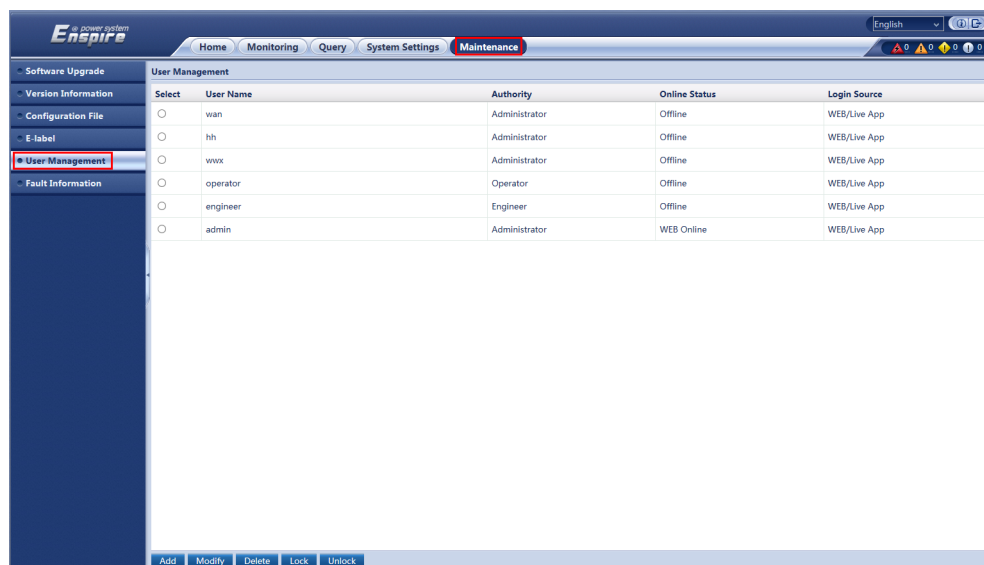 e power system
Enspire
English
Home Monitoring Query System Settings Maintenance
0 0 0 0
Software Upgrade
Version Information
Configuration File
E-label
User Management
Fault Information
User Management
Select User Name Authority Online Status Login Source
wan Administrator Offline WEB/Live App
hh Administrator Offline WEB/Live App
wwx Administrator Offline WEB/Live App
operator Operator Offline WEB/Live App
engineer Engineer Offline WEB/Live App
admin Administrator WEB Online WEB/Live App
Add Modify Delete Lock Unlock